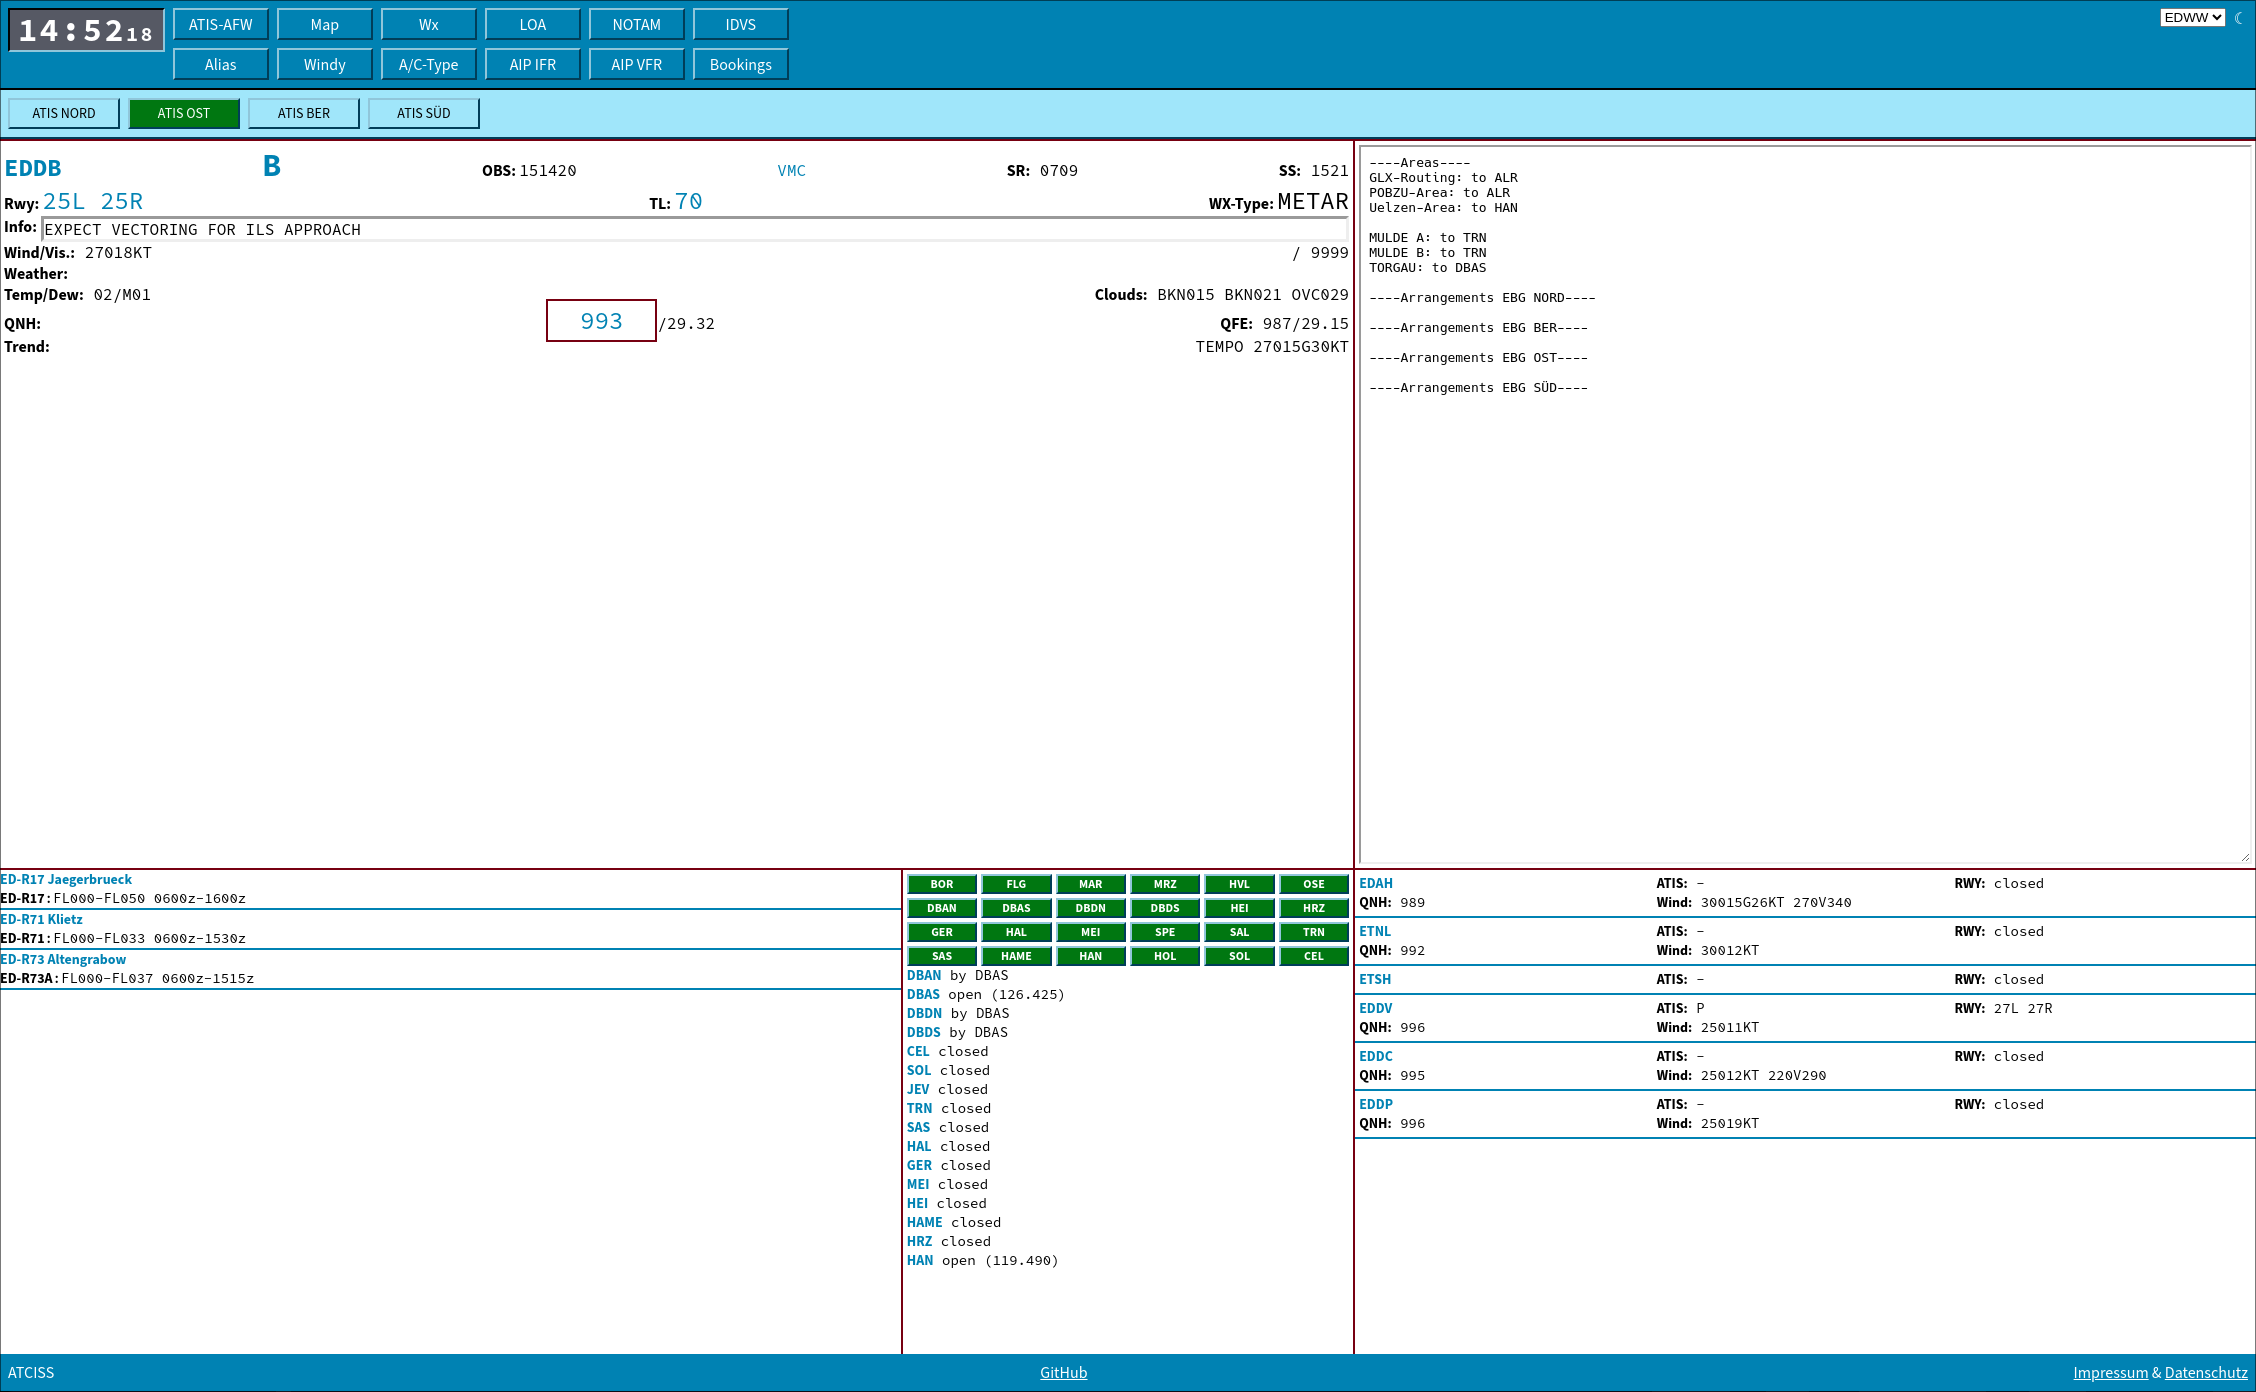 14:52 18
ATIS-AFW Map Wx LOA NOTAM IDVS
Alias Windy A/C-Type AIP IFR AIP VFR Bookings
EDWW
ATIS NORD ATIS OST ATIS BER ATIS SÜD
EDDB B OBS: 151420 VMC SR: 0709 SS: 1521
Rwy: 25L 25R TL: 70 WX-Type: METAR
Info: EXPECT VECTORING FOR ILS APPROACH
Wind/Vis.: 27018KT / 9999
Weather:
Temp/Dew: 02/M01 Clouds: BKN015 BKN021 OVC029
QNH: 993 /29.32 QFE: 987/29.15
Trend: TEMPO 27015G30KT
----Areas----
GLX-Routing: to ALR
POBZU-Area: to ALR
Uelzen-Area: to HAN
MULDE A: to TRN
MULDE B: to TRN
TORGAU: to DBAS
----Arrangements EBG NORD----
----Arrangements EBG BER----
----Arrangements EBG OST----
----Arrangements EBG SÜD----
ED-R17 Jaegerbrueck
ED-R17: FL000-FL050 0600z-1600z
ED-R71 Klietz
ED-R71: FL000-FL033 0600z-1530z
ED-R73 Altengrabow
ED-R73A: FL000-FL037 0600z-1515z
BOR FLG MAR MRZ HVL OSE
DBAN DBAS DBDN DBDS HEI HRZ
GER HAL MEI SPE SAL TRN
SAS HAME HAN HOL SOL CEL
DBAN by DBAS
DBAS open (126.425)
DBDN by DBAS
DBDS by DBAS
CEL closed
SOL closed
JEV closed
TRN closed
SAS closed
HAL closed
GER closed
MEI closed
HEI closed
HAME closed
HRZ closed
HAN open (119.490)
EDAH ATIS: - RWY: closed
QNH: 989 Wind: 30015G26KT 270V340
ETNL ATIS: - RWY: closed
QNH: 992 Wind: 30012KT
ETSH ATIS: - RWY: closed
EDDV ATIS: P RWY: 27L 27R
QNH: 996 Wind: 25011KT
EDDC ATIS: - RWY: closed
QNH: 995 Wind: 25012KT 220V290
EDDP ATIS: - RWY: closed
QNH: 996 Wind: 25019KT
ATCISS GitHub Impressum & Datenschutz